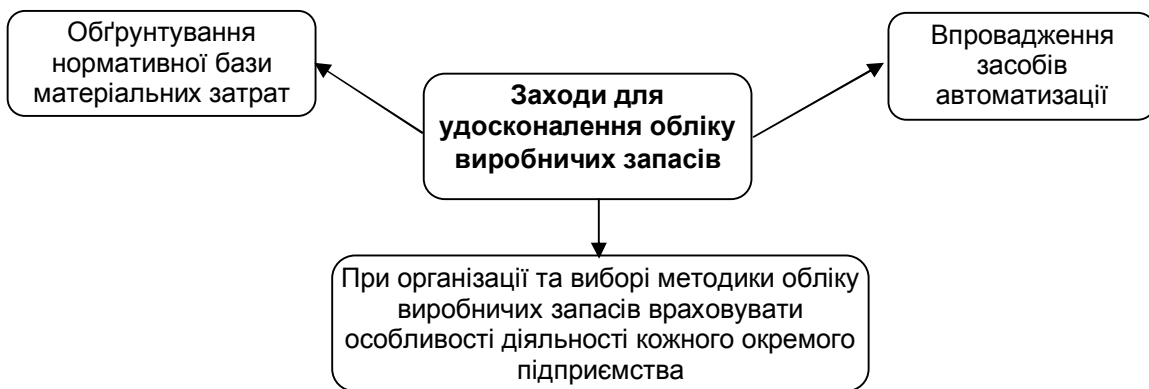 Обґрунтування
нормативної бази
матеріальних затрат
Заходи для
удосконалення обліку
виробничих запасів
Впровадження
засобів
автоматизації
При організації та виборі методики обліку
виробничих запасів враховувати
особливості діяльності кожного окремого
підприємства